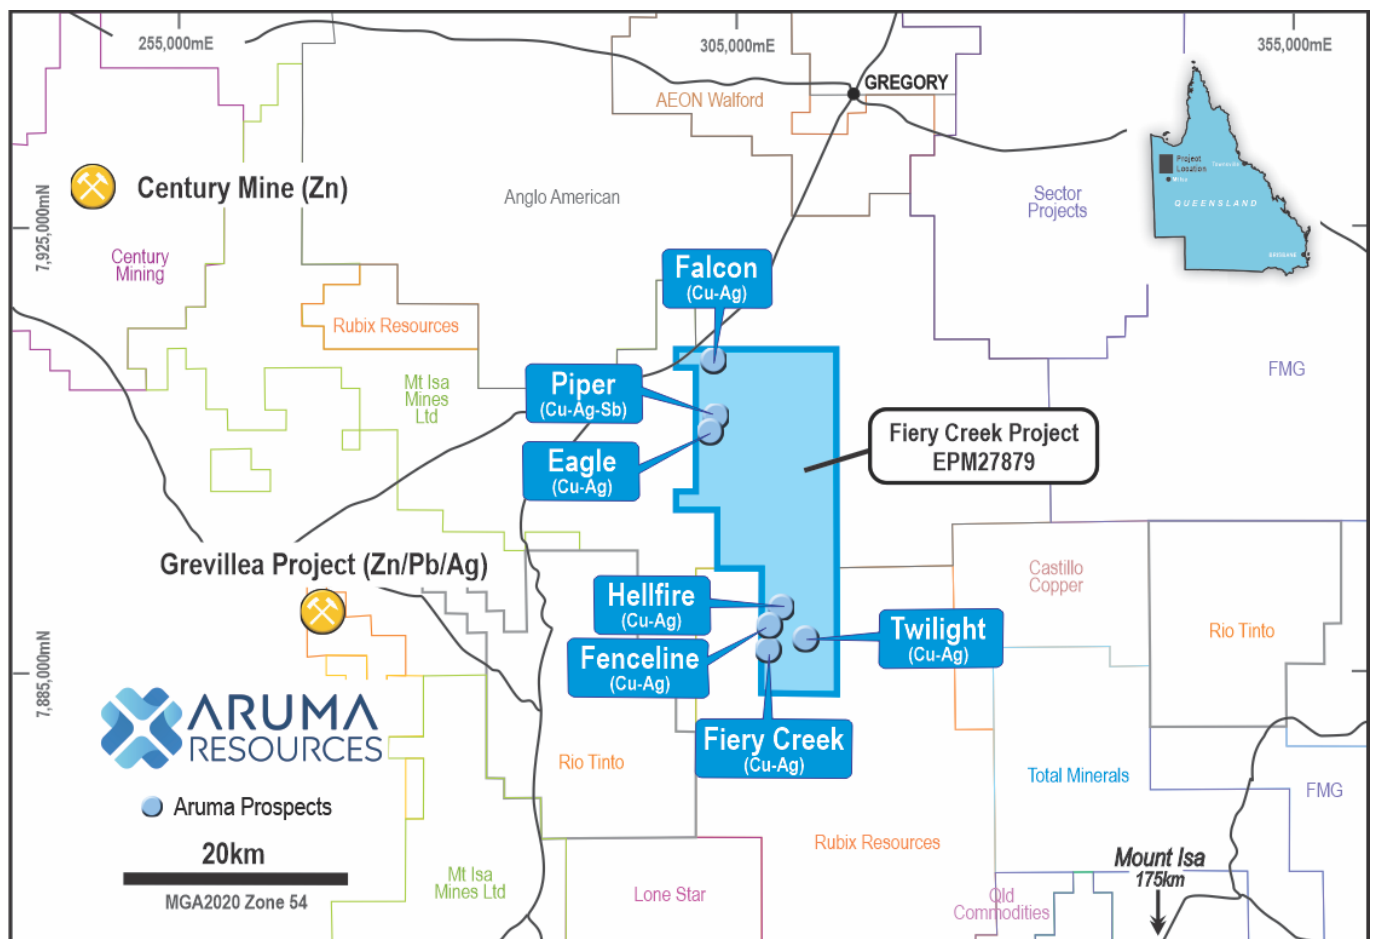 255,000mE
305,000mE
355,000mE
GREGORY
AEON Walford
Project
Location
Century Mine (Zn)
Anglo American
Sector
Projects
QUEENSLAND
7,925,000mN
Century
Mining
BRISBANE
Falcon
(Cu-Ag)
Rubix Resources
FMG
Mt Isa
Mines
Ltd
Piper
(Cu-Ag-Sb)
Fiery Creek Project
EPM27879
Eagle
(Cu-Ag)
Grevillea Project (Zn/Pb/Ag)
Castillo
Copper
Hellfire
(Cu-Ag)
Twilight
(Cu-Ag)
Rio Tinto
Fenceline
(Cu-Ag)
7,885,000mN
ARUMA
RESOURCES
Fiery Creek
(Cu-Ag)
Rio Tinto
Total Minerals
FMG
Aruma Prospects
Rubix Resources
20km
Mount Isa
175km
Mt Isa
Mines Ltd
Lone Star
MGA2020 Zone 54
Qld
Commodities